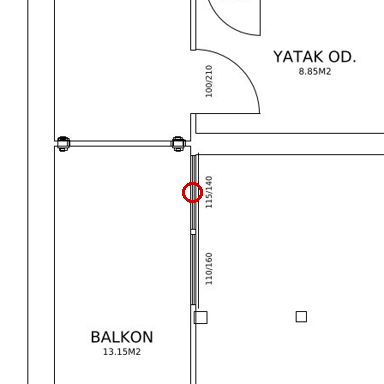 YATAK OD.
8.85M2
100/210
115/140
110/160
BALKON
13.15M2